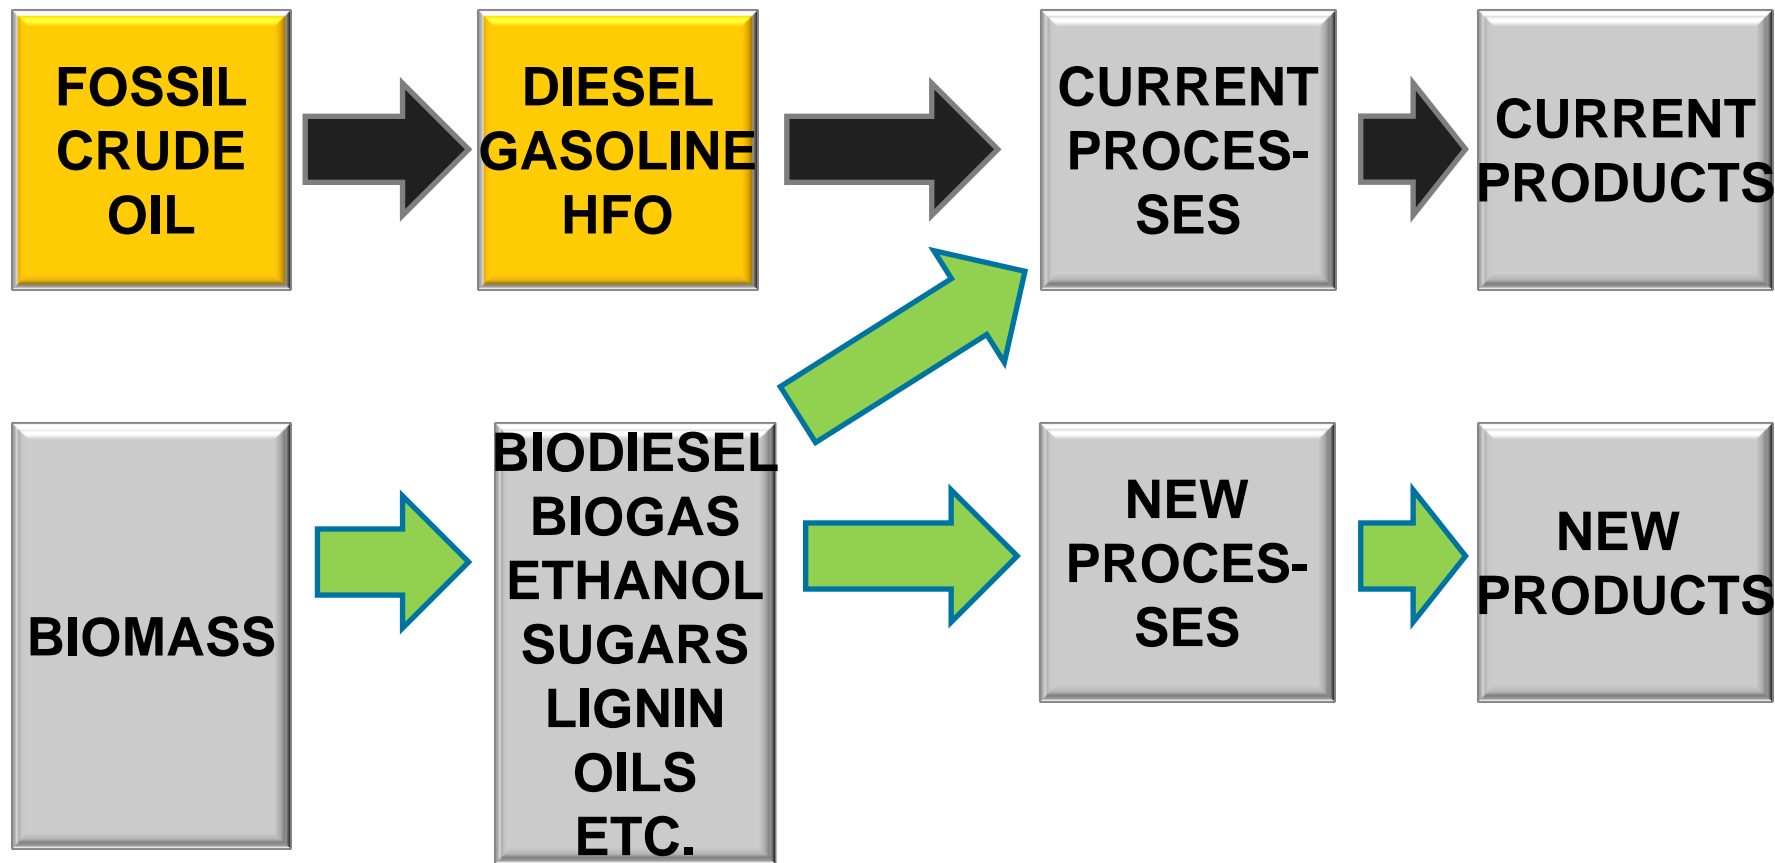 FOSSIL
CRUDE
OIL
DIESEL
GASOLINE
HFO
CURRENT
PROCES-
SES
CURRENT
PRODUCTS
BIOMASS
BIODIESEL
BIOGAS
ETHANOL
SUGARS
LIGNIN
OILS
ETC.
NEW
PROCES-
SES
NEW
PRODUCTS